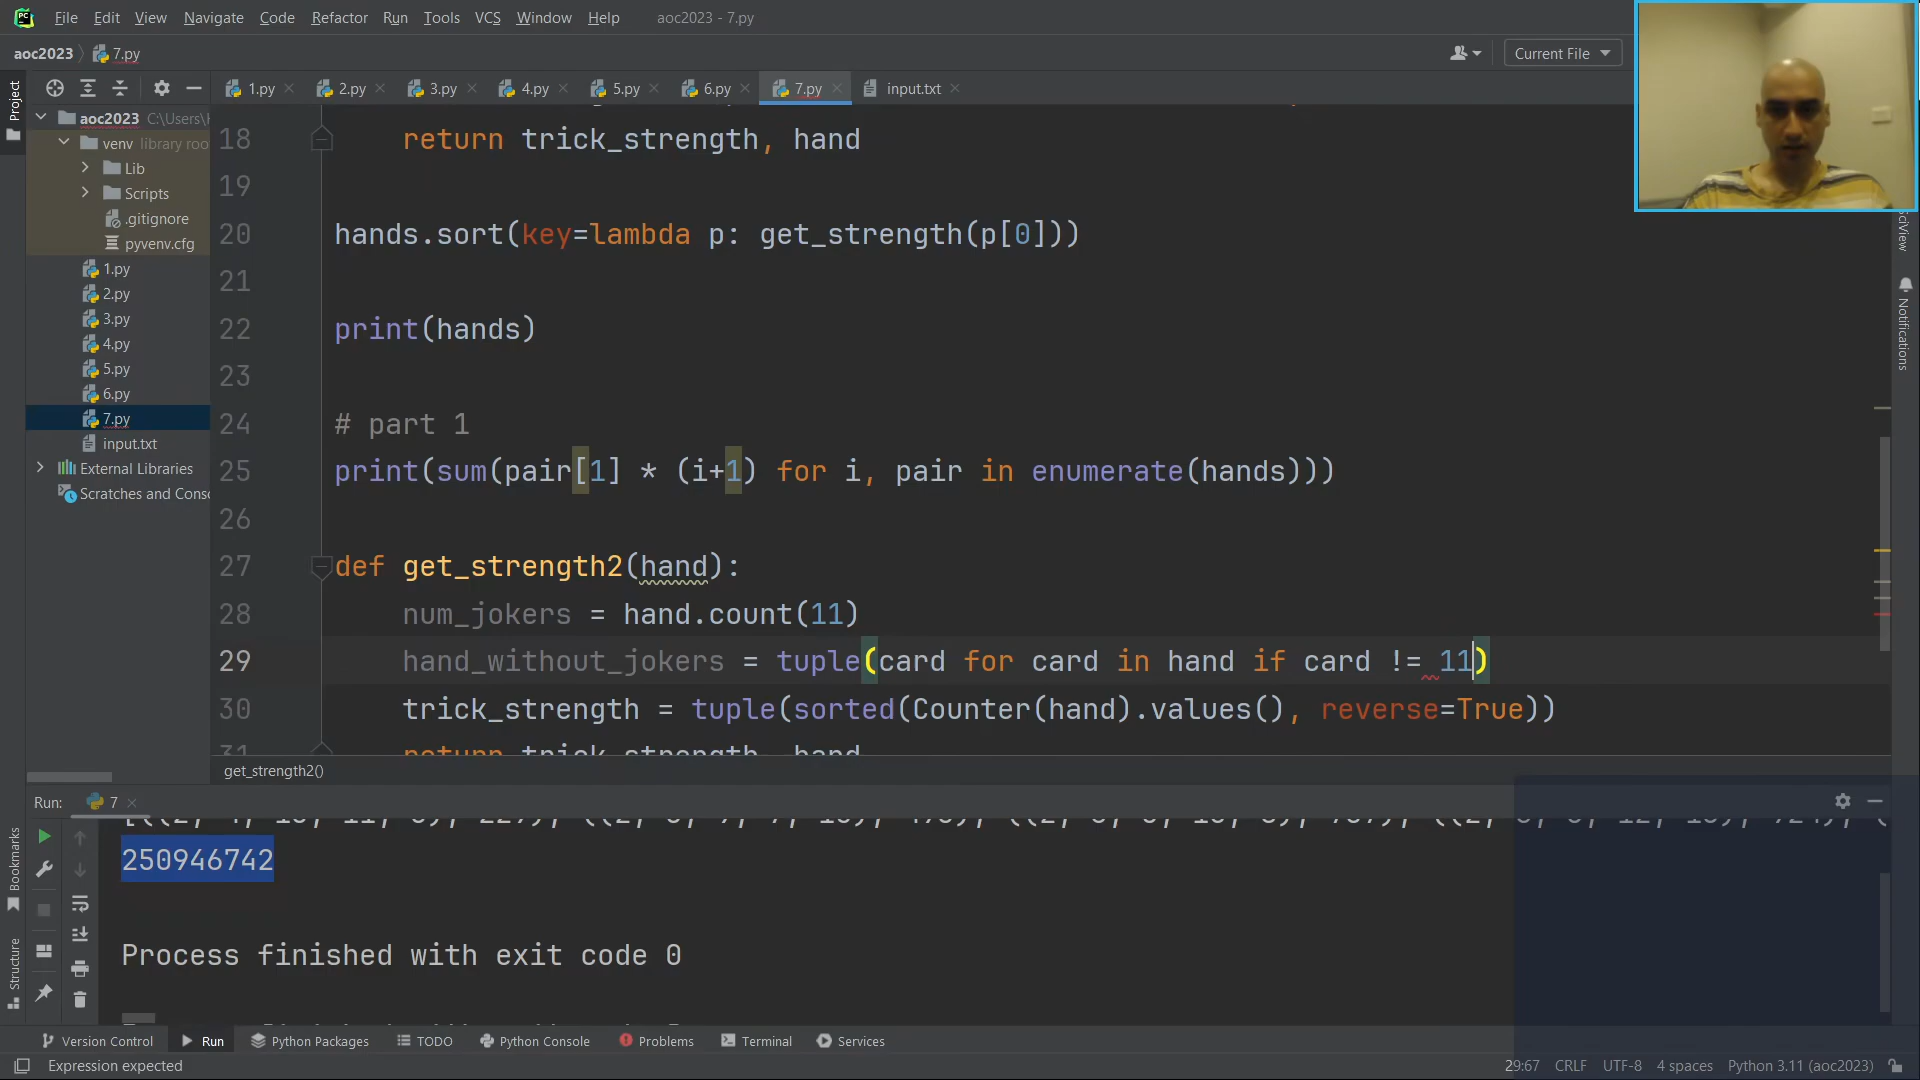 File Edit View Navigate Code Refactor Run Tools VCS Window Help aoc2023 - 7.py
aoc2023 7.py
Current File
Project
1.py 2.py 3.py 4.py 5.py 6.py 7.py input.txt
aoc2023 C:\Users\
venv library roo
Lib
Scripts
.gitignore
pyvenv.cfg
1.py
2.py
3.py
4.py
5.py
6.py
7.py
input.txt
External Libraries
Scratches and Conso
18 return trick_strength, hand
19
20 hands.sort(key=lambda p: get_strength(p[0]))
21
22 print(hands)
23
24 # part 1
25 print(sum(pair[1] * (i+1) for i, pair in enumerate(hands)))
26
27 def get_strength2(hand):
28 num_jokers = hand.count(11)
29 hand_without_jokers = tuple(card for card in hand if card != 11)
30 trick_strength = tuple(sorted(Counter(hand).values(), reverse=True))
31 return trick_strength, hand
get_strength2()
SciView
Notifications
Run: 7
250946742
Process finished with exit code 0
Bookmarks
Structure
Version Control Run Python Packages TODO Python Console Problems Terminal Services
Expression expected 29:67 CRLF UTF-8 4 spaces Python 3.11 (aoc2023)